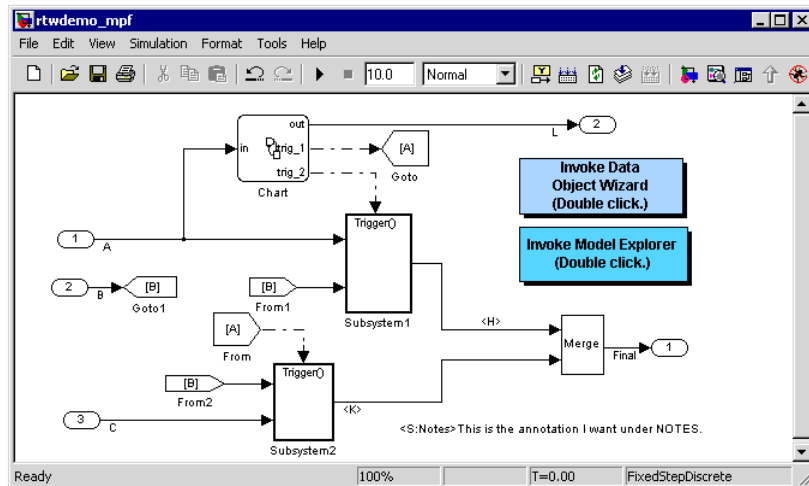 rtwdemo_mpf
File Edit View Simulation Format Tools Help
10.0 Normal
out
in trig_1
trig_2
Chart
[A]
Goto
L
2
Invoke Data
Object Wizard
(Double click.)
Invoke Model Explorer
(Double click.)
1
A
Trigger()
Subsystem1
2
B
[B]
Goto1
[B]
From1
[A]
From
<H>
Merge
Final
1
Trigger()
Subsystem2
[B]
From2
<K>
3
C
<S:Notes>This is the annotation I want under NOTES.
Ready 100% T=0.00 FixedStepDiscrete